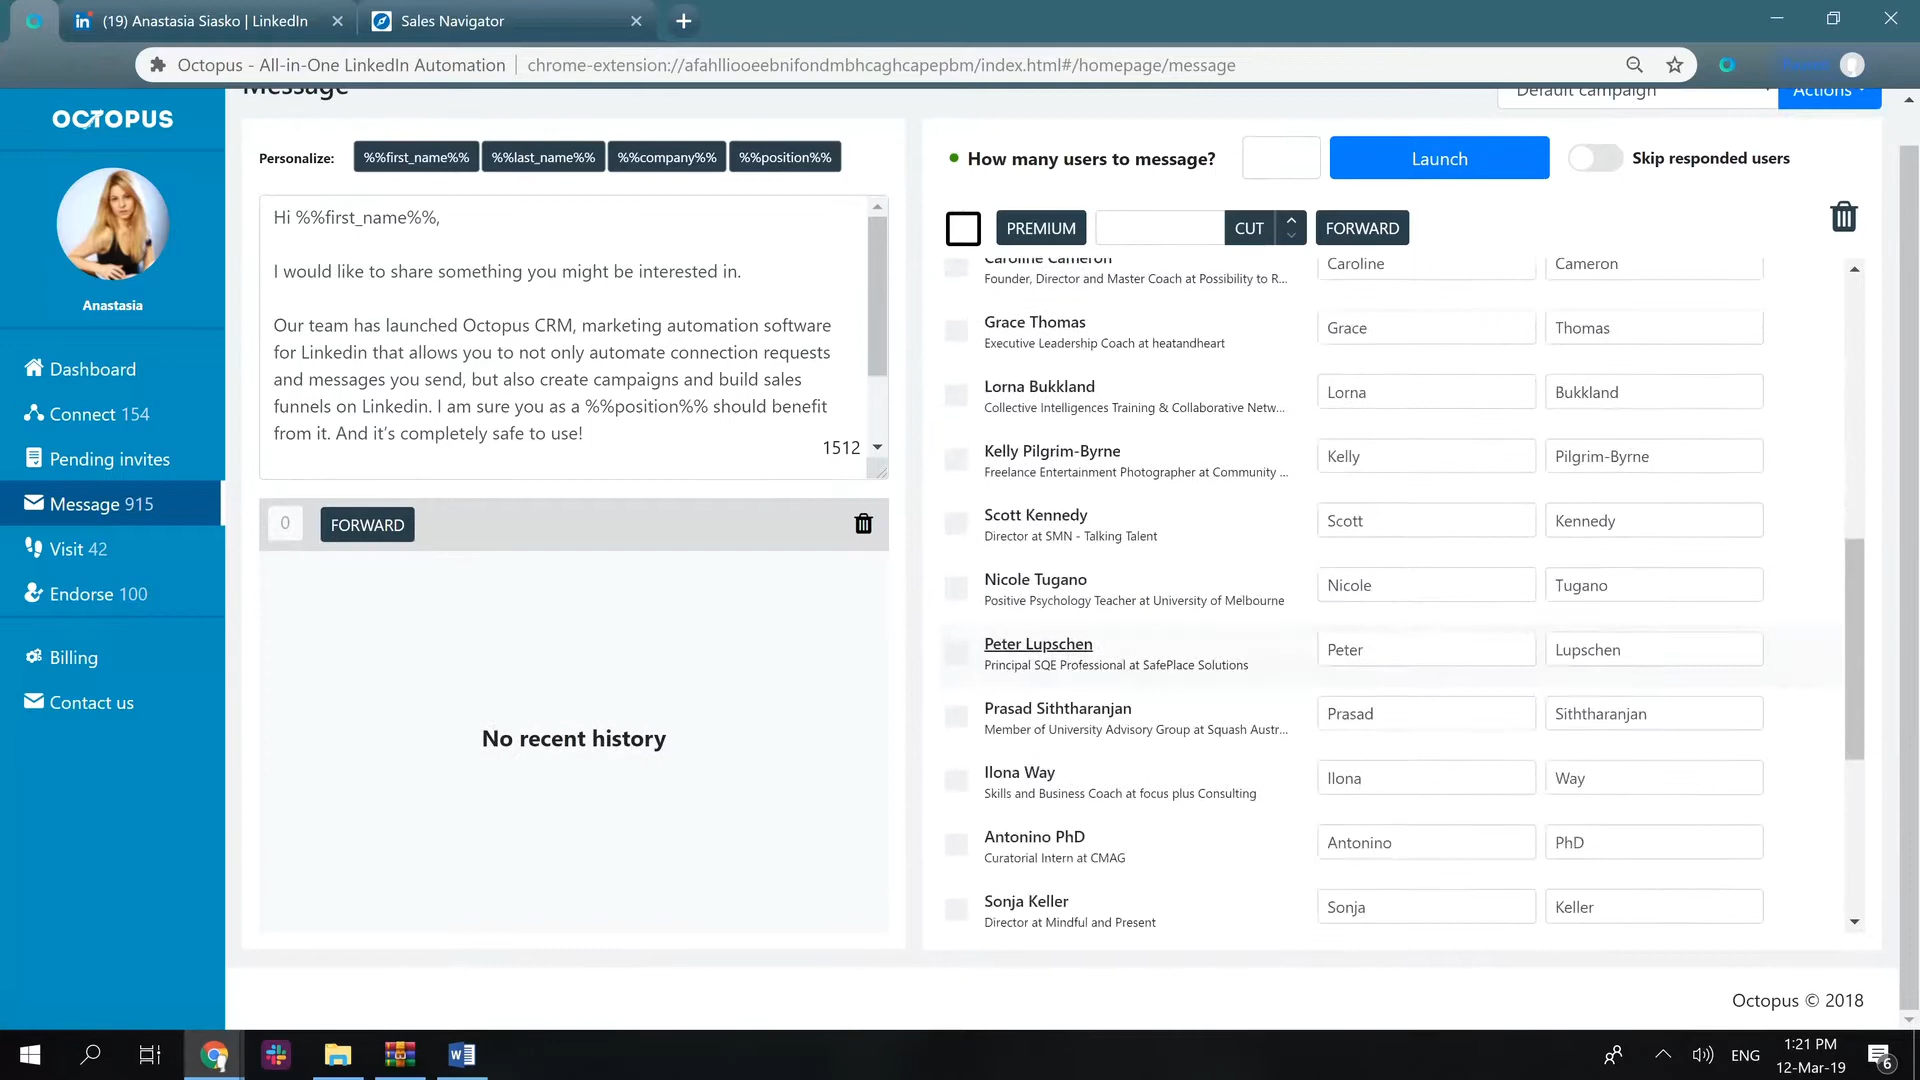 (19) Anastasia Siasko | LinkedIn
Sales Navigator
Octopus - All-in-One LinkedIn Automation
chrome-extension://afahlliooeebnifondmbhcaghcapepbm/index.html#/homepage/message
OCTOPUS
Anastasia
Dashboard
Connect 154
Pending invites
Message 915
Visit 42
Endorse 100
Billing
Contact us
Message
Default campaign
Actions
Personalize:
%%first_name%%
%%last_name%%
%%company%%
%%position%%
Hi %%first_name%%,
I would like to share something you might be interested in.
Our team has launched Octopus CRM, marketing automation software
for Linkedin that allows you to not only automate connection requests
and messages you send, but also create campaigns and build sales
funnels on Linkedin. I am sure you as a %%position%% should benefit
from it. And it’s completely safe to use!
1512
0
FORWARD
No recent history
How many users to message?
Launch
Skip responded users
PREMIUM
CUT
FORWARD
Caroline Cameron
Founder, Director and Master Coach at Possibility to R...
Caroline
Cameron
Grace Thomas
Executive Leadership Coach at heatandheart
Grace
Thomas
Lorna Bukkland
Collective Intelligences Training & Collaborative Netw...
Lorna
Bukkland
Kelly Pilgrim-Byrne
Freelance Entertainment Photographer at Community ...
Kelly
Pilgrim-Byrne
Scott Kennedy
Director at SMN - Talking Talent
Scott
Kennedy
Nicole Tugano
Positive Psychology Teacher at University of Melbourne
Nicole
Tugano
Peter Lupschen
Principal SQE Professional at SafePlace Solutions
Peter
Lupschen
Prasad Siththaranjan
Member of University Advisory Group at Squash Austr...
Prasad
Siththaranjan
Ilona Way
Skills and Business Coach at focus plus Consulting
Ilona
Way
Antonino PhD
Curatorial Intern at CMAG
Antonino
PhD
Sonja Keller
Director at Mindful and Present
Sonja
Keller
Octopus © 2018
ENG
1:21 PM
12-Mar-19
6